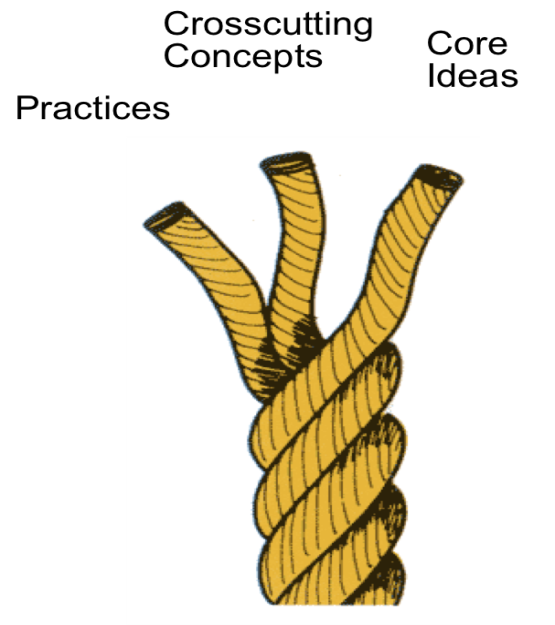 Crosscutting
Concepts
Core
Ideas
Practices